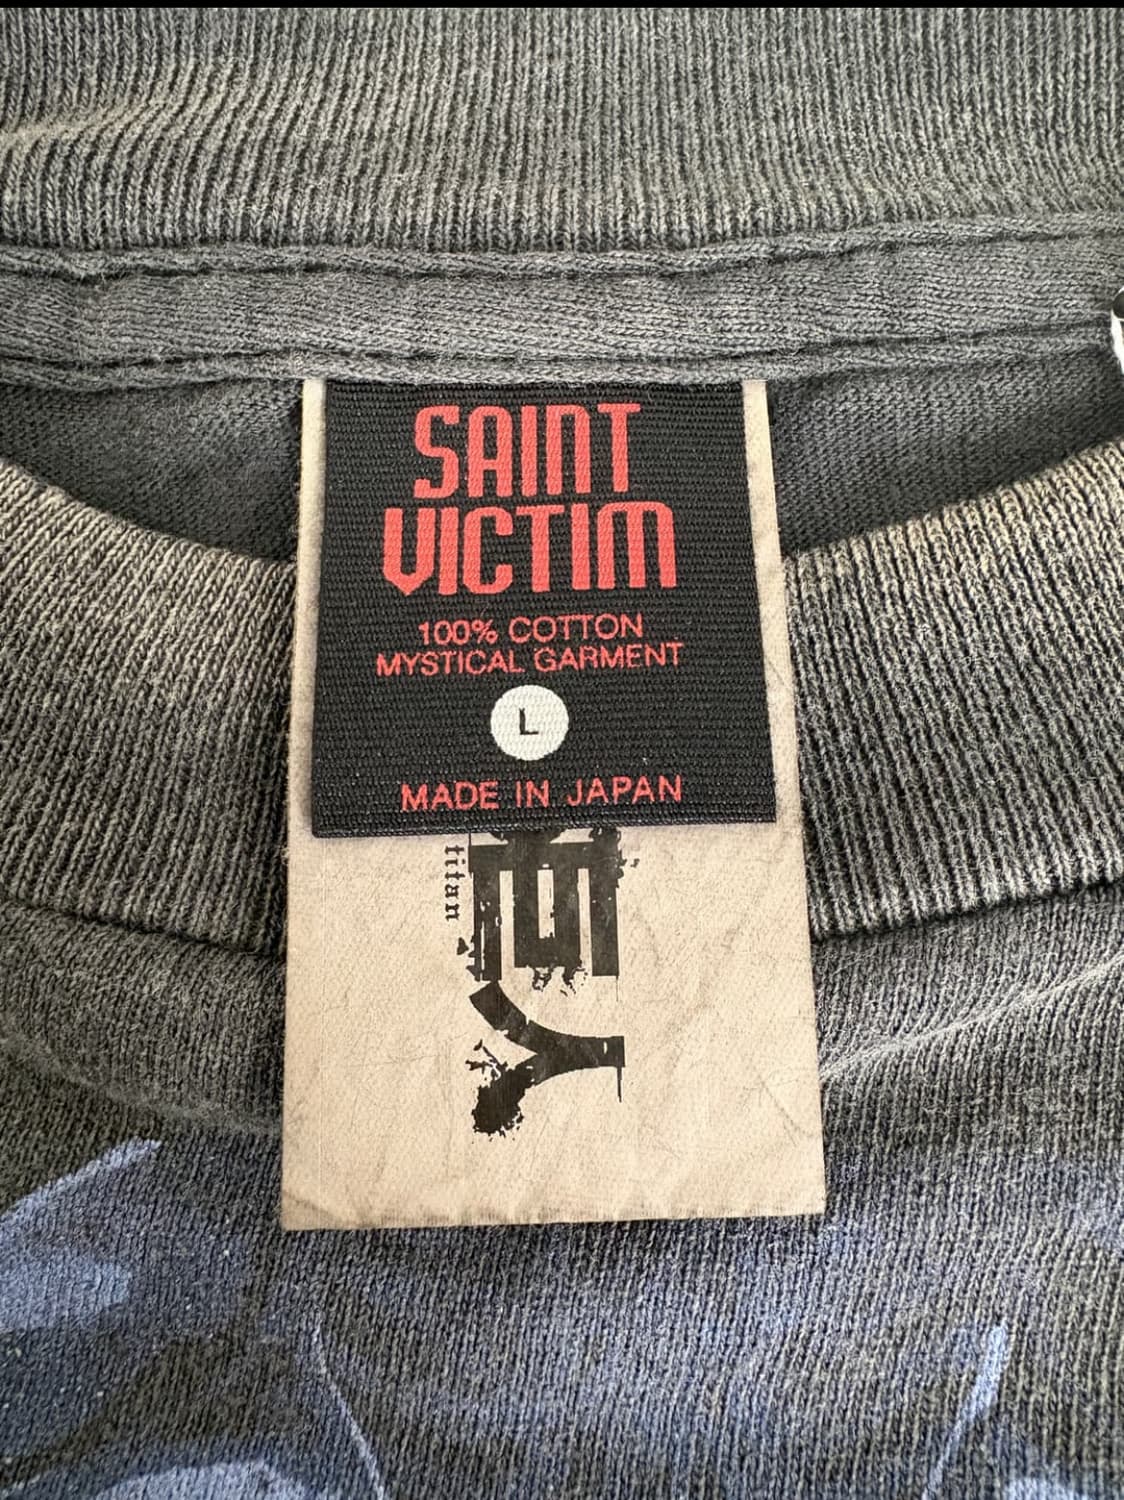 SAINT
VICTIM
100% COTTON
MYSTICAL GARMENT
L
MADE IN JAPAN
titan